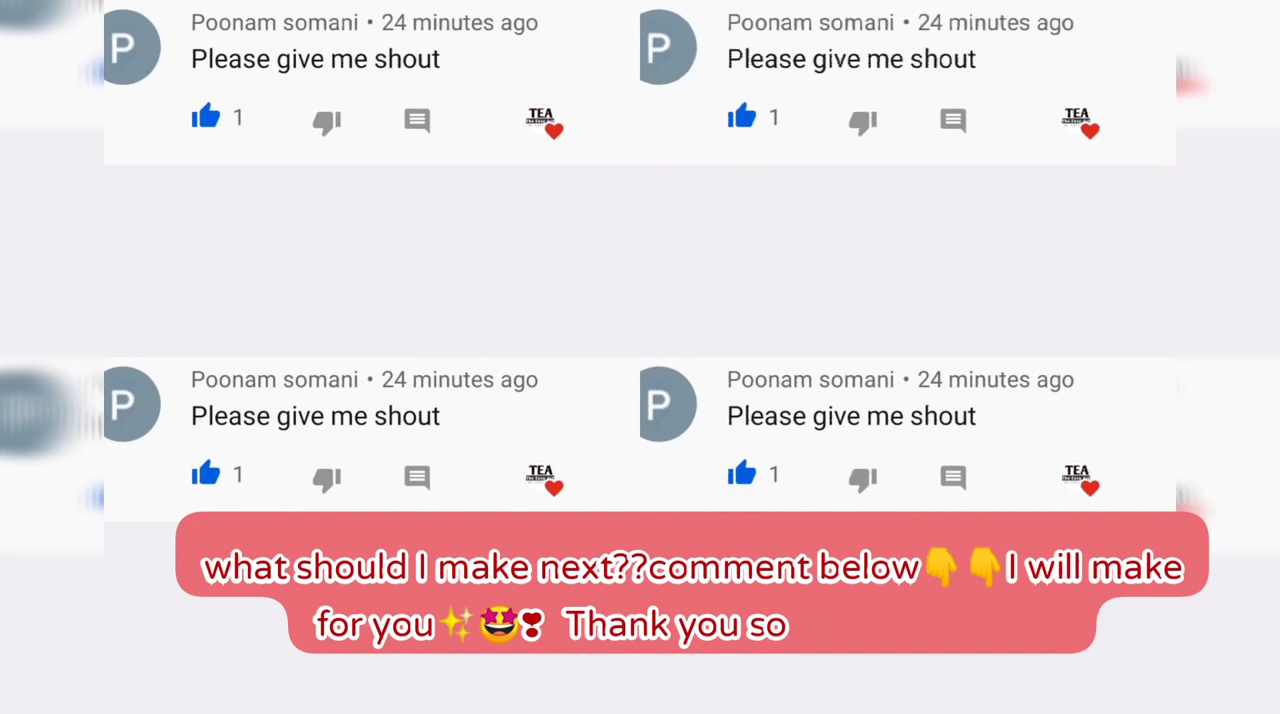 Poonam somani • 24 minutes ago
Please give me shout
P
1
TEA
Poonam somani • 24 minutes ago
Please give me shout
P
1
TEA
Poonam somani • 24 minutes ago
Please give me shout
P
1
TEA
Poonam somani • 24 minutes ago
Please give me shout
P
1
TEA
what should I make next??comment below👇👇I will make
for you✨🤩❣ Thank you so